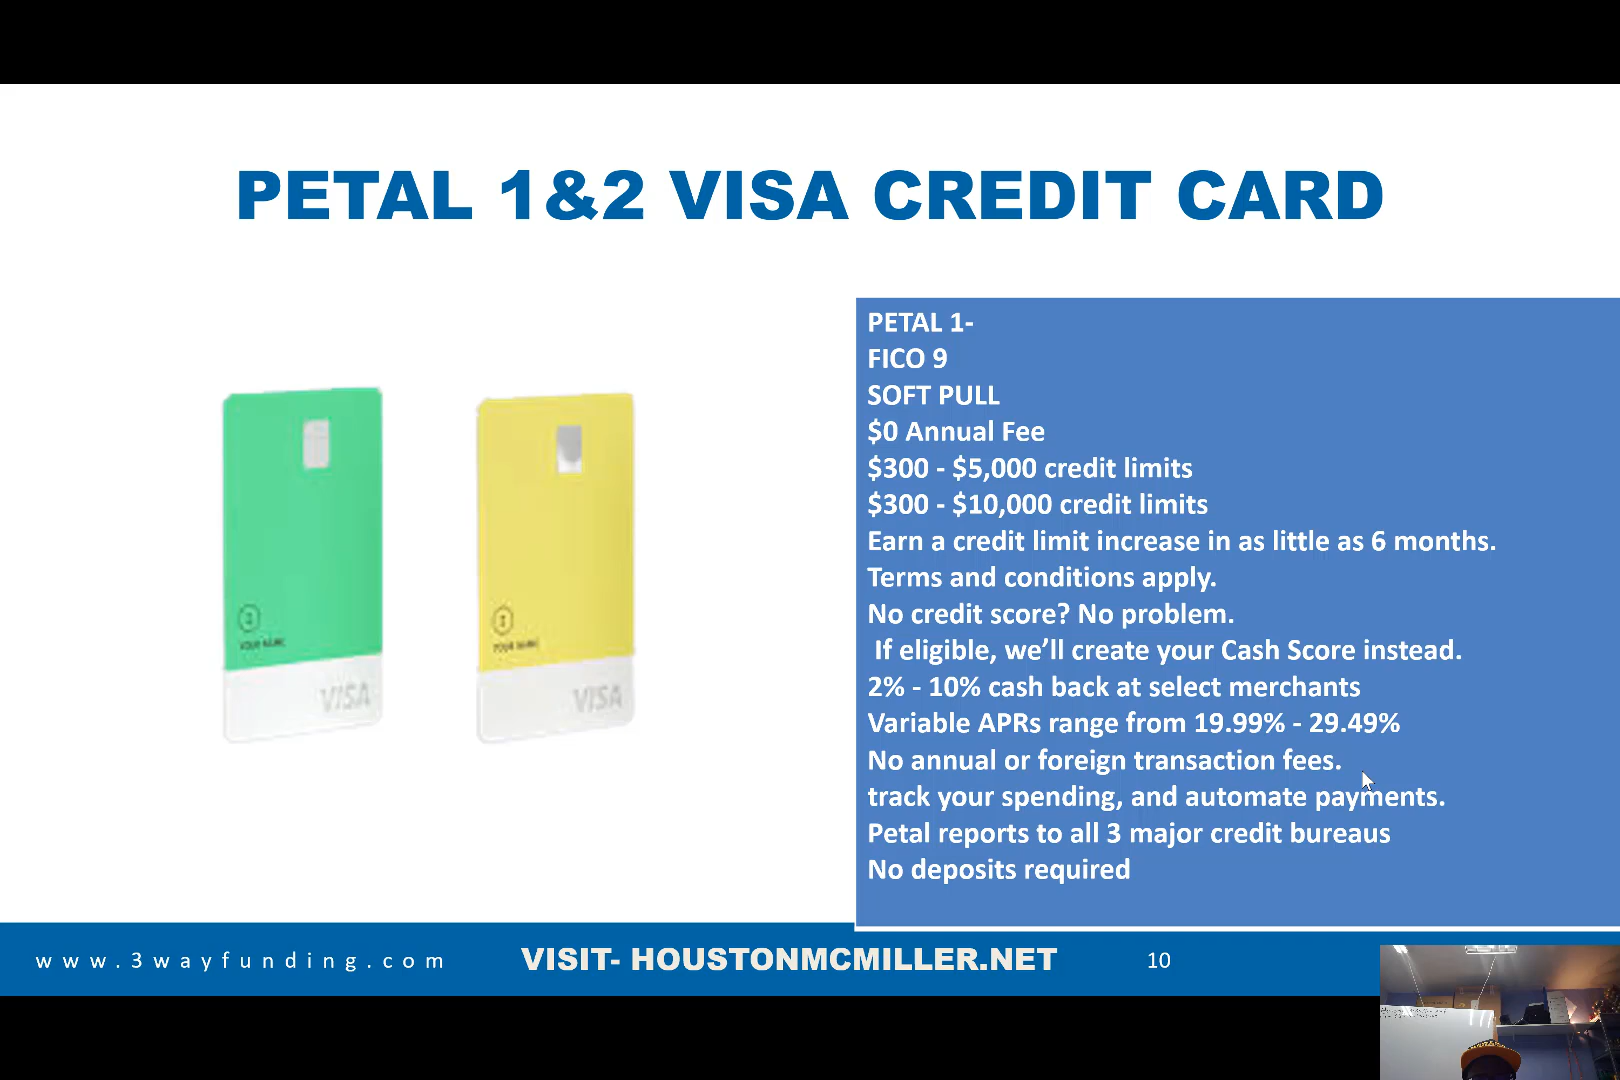 PETAL 1&2 VISA CREDIT CARD
PETAL 1-
FICO 9
SOFT PULL
$0 Annual Fee
$300 - $5,000 credit limits
$300 - $10,000 credit limits
Earn a credit limit increase in as little as 6 months.
Terms and conditions apply.
No credit score? No problem.
If eligible, we’ll create your Cash Score instead.
2% - 10% cash back at select merchants
Variable APRs range from 19.99% - 29.49%
No annual or foreign transaction fees.
track your spending, and automate payments.
Petal reports to all 3 major credit bureaus
No deposits required
YOUR NAME
VISA
YOUR NAME
VISA
www.3wayfunding.com
VISIT- HOUSTONMCMILLER.NET
10